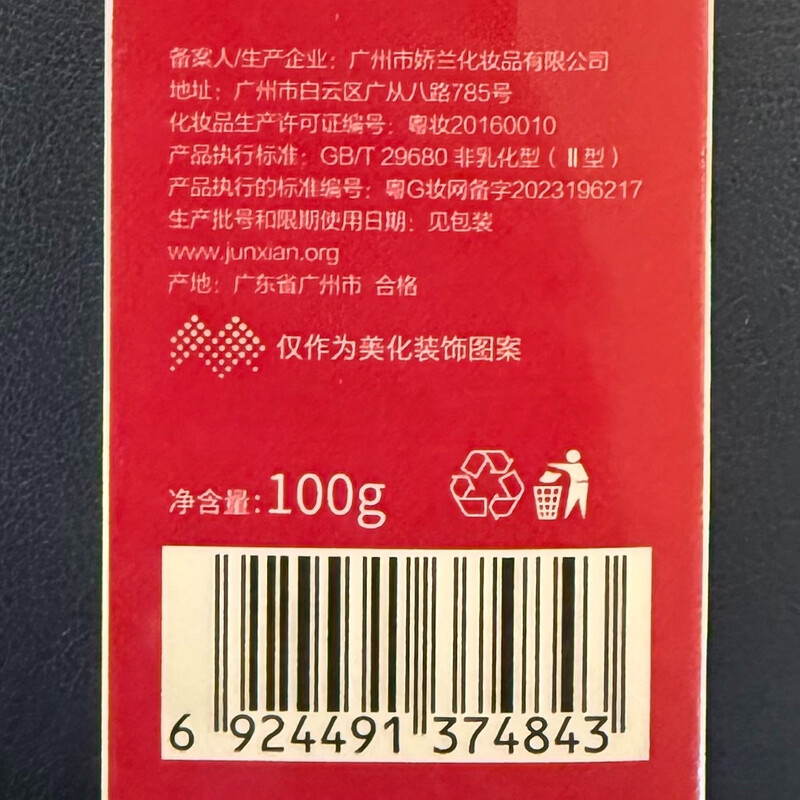 备案人/生产企业：广州市娇兰化妆品有限公司
地址：广州市白云区广从八路785号
化妆品生产许可证编号：粤妆20160010
产品执行标准：GB/T 29680 非乳化型（Ⅱ型）
产品执行的标准编号：粤G妆网备字2023196217
生产批号和限期使用日期：见包装
www.junxian.org
产地：广东省广州市 合格
仅作为美化装饰图案
净含量:100g
6 924491 374843